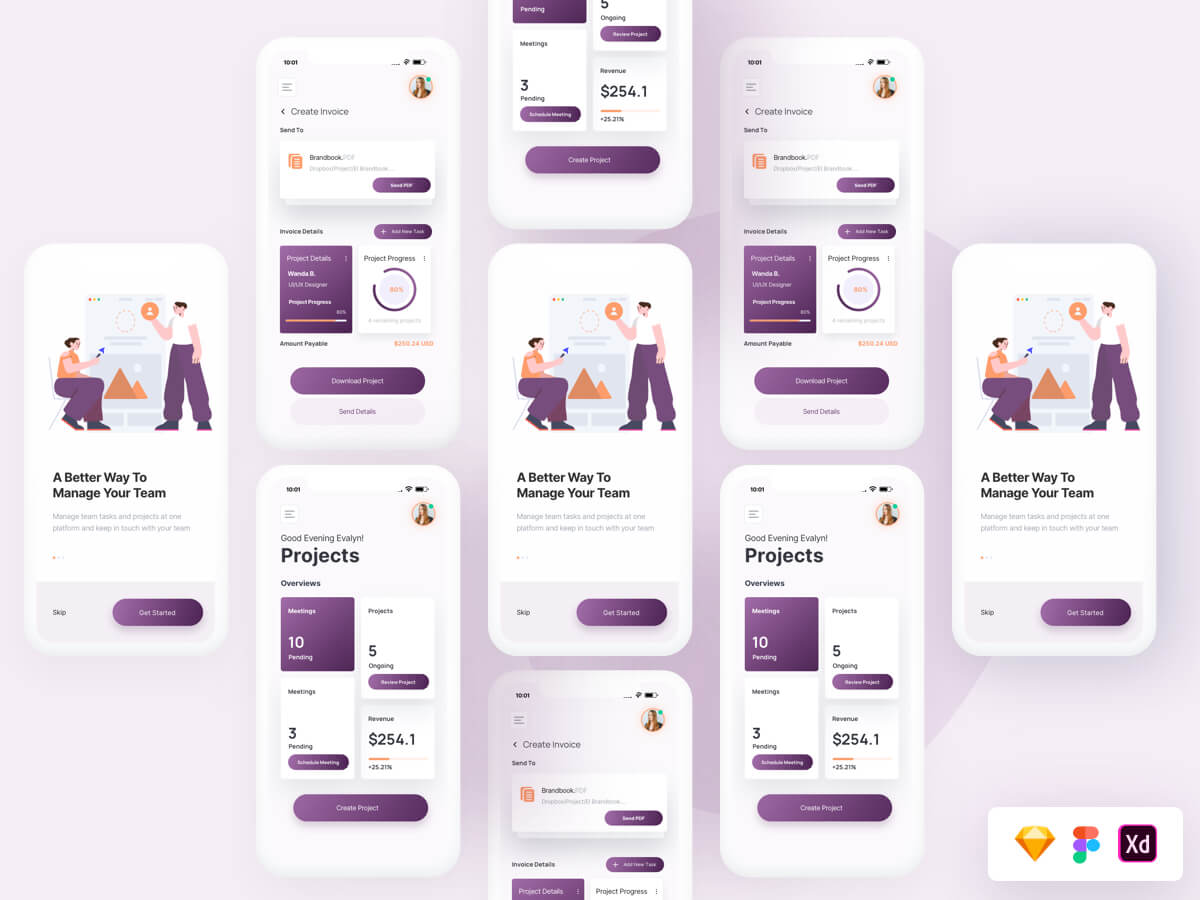 A Better Way To
Manage Your Team
Manage team tasks and projects at one
platform and keep in touch with your team
Skip
Get Started
10:01
Create Invoice
Send To
Brandbook.PDF
Dropbox/Project/El Brandbook....
Send PDF
Invoice Details
+ Add New Task
Project Details
Wanda B.
UI/UX Designer
Project Progress
80%
Project Progress
80%
4 remaining projects
Amount Payable
$250.24 USD
Download Project
Send Details
10:01
Good Evening Evalyn!
Projects
Overviews
Meetings
10
Pending
Projects
5
Ongoing
Review Project
Meetings
3
Pending
Schedule Meeting
Revenue
$254.1
+25.21%
Create Project
Pending
5
Ongoing
Review Project
Meetings
3
Pending
Schedule Meeting
Revenue
$254.1
+25.21%
Create Project
A Better Way To
Manage Your Team
Manage team tasks and projects at one
platform and keep in touch with your team
Skip
Get Started
10:01
Create Invoice
Send To
Brandbook.PDF
Dropbox/Project/El Brandbook....
Send PDF
Invoice Details
+ Add New Task
Project Details
Project Progress
10:01
Create Invoice
Send To
Brandbook.PDF
Dropbox/Project/El Brandbook....
Send PDF
Invoice Details
+ Add New Task
Project Details
Wanda B.
UI/UX Designer
Project Progress
80%
Project Progress
80%
4 remaining projects
Amount Payable
$250.24 USD
Download Project
Send Details
10:01
Good Evening Evalyn!
Projects
Overviews
Meetings
10
Pending
Projects
5
Ongoing
Review Project
Meetings
3
Pending
Schedule Meeting
Revenue
$254.1
+25.21%
Create Project
A Better Way To
Manage Your Team
Manage team tasks and projects at one
platform and keep in touch with your team
Skip
Get Started
Xd